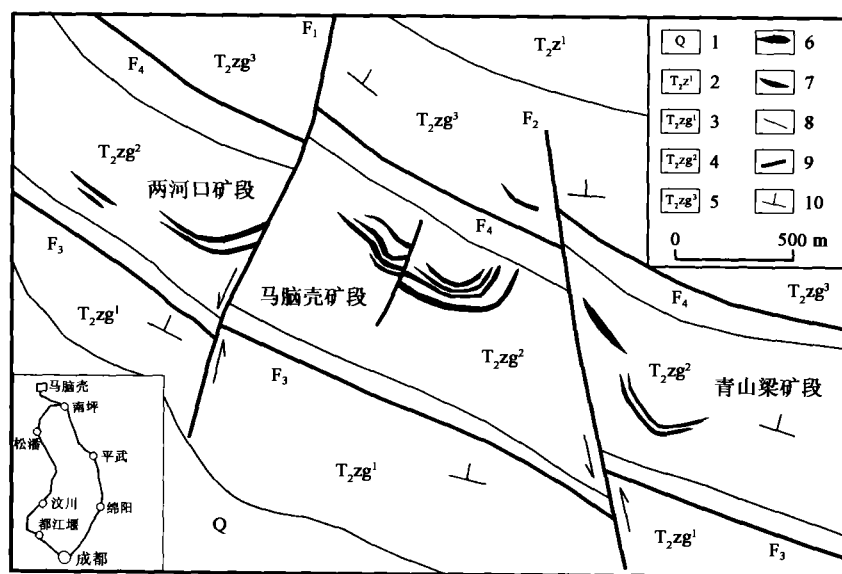 F₁
T₂zg³
F₄
T₂z¹
T₂zg³
F₂
T₂zg²
两河口矿段
F₃
T₂zg¹
马脑壳矿段
F₄
F₄
T₂zg³
T₂zg²
T₂zg²
青山梁矿段
F₃
T₂zg¹
Q
T₂zg¹
F₃
Q 1
T₂z¹ 2
T₂zg¹ 3
T₂zg² 4
T₂zg³ 5
6
7
8
9
10
0 500 m
马脑壳
南坪
松潘
平武
汶川
绵阳
都江堰
成都